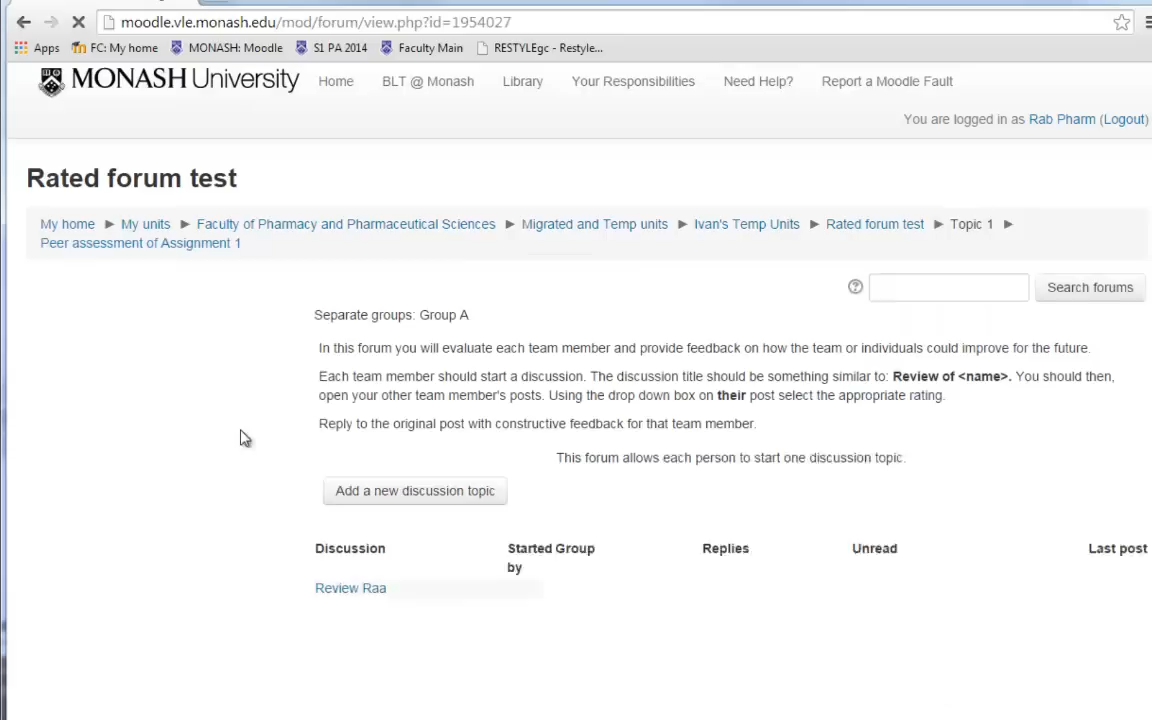 moodle.vle.monash.edu/mod/forum/view.php?id=1954027
Apps FC: My home MONASH: Moodle S1 PA 2014 Faculty Main RESTYLEgc - Restyle...
MONASH University Home BLT @ Monash Library Your Responsibilities Need Help? Report a Moodle Fault
You are logged in as Rab Pharm (Logout)
Rated forum test
My home ► My units ► Faculty of Pharmacy and Pharmaceutical Sciences ► Migrated and Temp units ► Ivan's Temp Units ► Rated forum test ► Topic 1 ►
Peer assessment of Assignment 1
Search forums
Separate groups: Group A
In this forum you will evaluate each team member and provide feedback on how the team or individuals could improve for the future.
Each team member should start a discussion. The discussion title should be something similar to: Review of <name>. You should then,
open your other team member's posts. Using the drop down box on their post select the appropriate rating.
Reply to the original post with constructive feedback for that team member.
This forum allows each person to start one discussion topic.
Add a new discussion topic
Discussion Started Group Replies Unread Last post
by
Review Raa